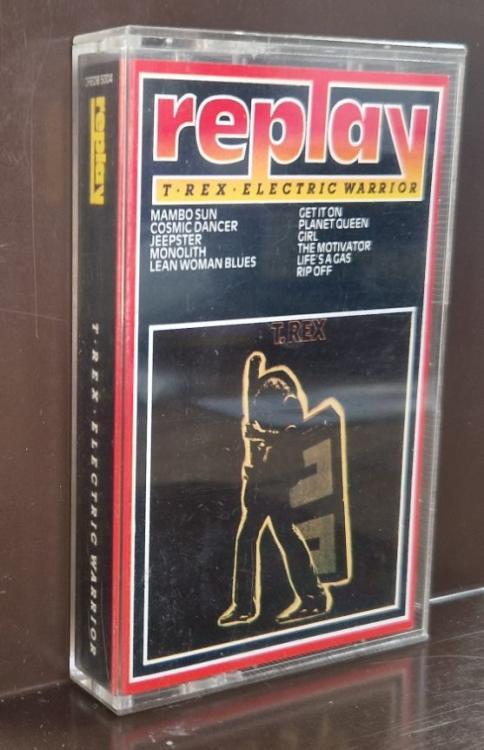 replay
T·REX·ELECTRIC WARRIOR
MAMBO SUN
COSMIC DANCER
JEEPSTER
MONOLITH
LEAN WOMAN BLUES
GET IT ON
PLANET QUEEN
GIRL
THE MOTIVATOR
LIFE'S A GAS
RIP OFF
T. REX
replay
T·REX·ELECTRIC WARRIOR